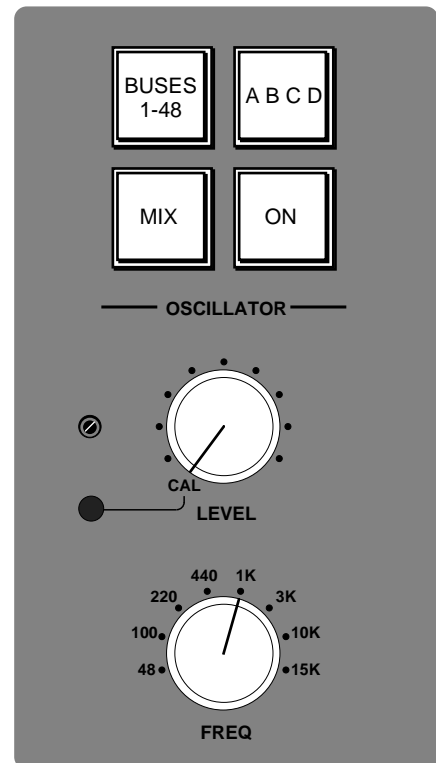 BUSES
1-48
A B C D
MIX
ON
OSCILLATOR
CAL
LEVEL
440 1K
220 3K
100 10K
48 15K
FREQ